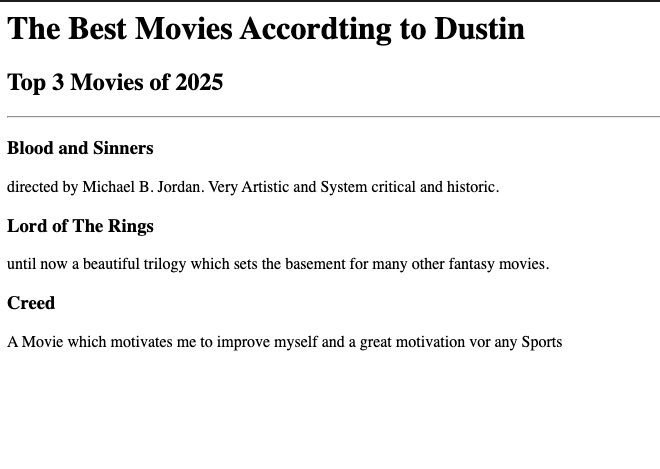 The Best Movies Accordting to Dustin
Top 3 Movies of 2025
Blood and Sinners
directed by Michael B. Jordan. Very Artistic and System critical and historic.
Lord of The Rings
until now a beautiful trilogy which sets the basement for many other fantasy movies.
Creed
A Movie which motivates me to improve myself and a great motivation vor any Sports